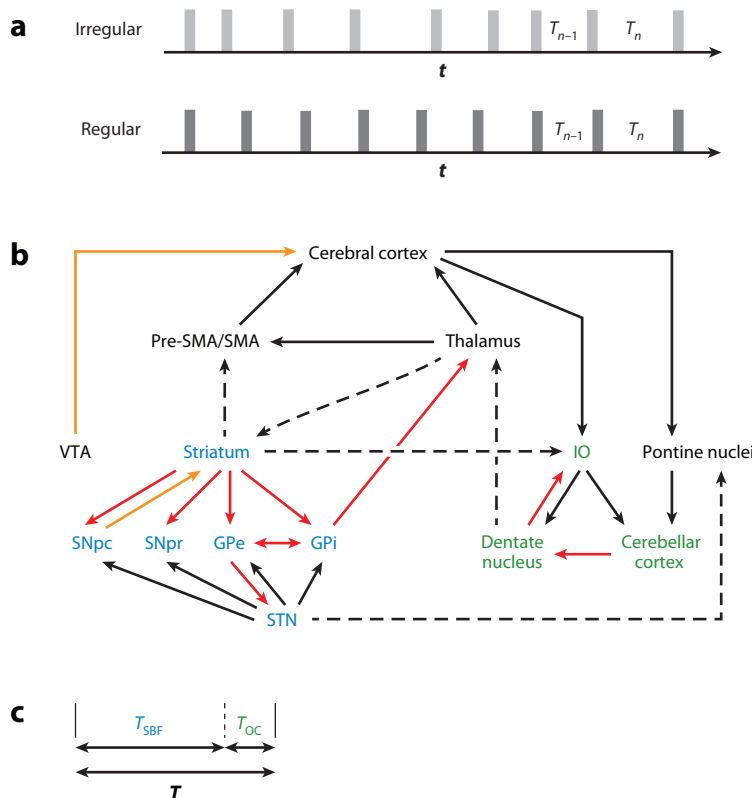 a
Irregular
Tn–1
Tn
t
Regular
Tn–1
Tn
t
b
Cerebral cortex
Pre-SMA/SMA
Thalamus
VTA
Striatum
IO
Pontine nuclei
SNpc
SNpr
GPe
GPi
Dentate
nucleus
Cerebellar
cortex
STN
c
TSBF
TOC
T